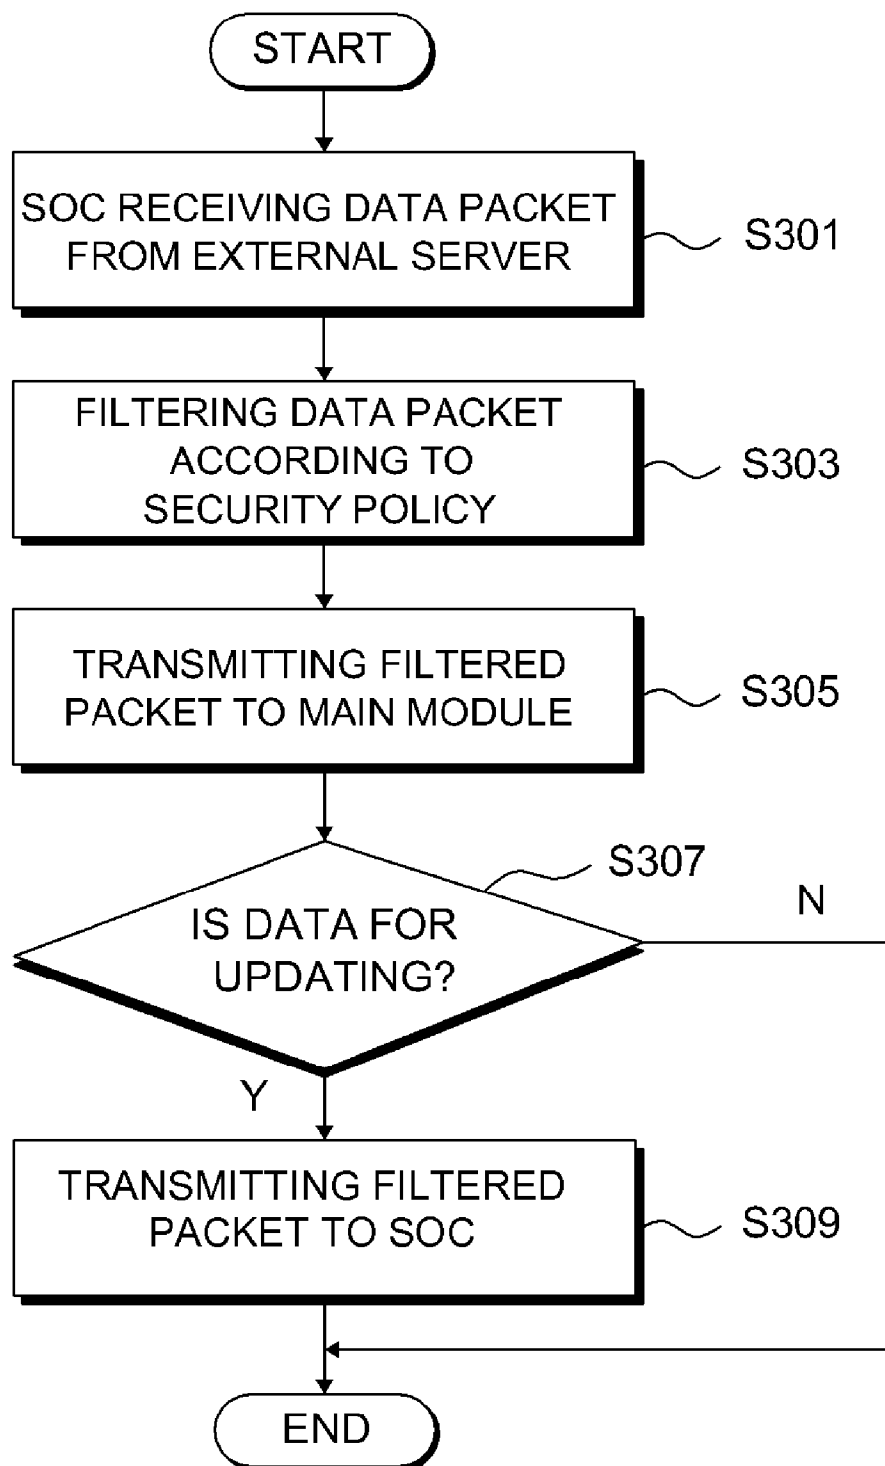 START
SOC RECEIVING DATA PACKET
FROM EXTERNAL SERVER
S301
FILTERING DATA PACKET
ACCORDING TO
SECURITY POLICY
S303
TRANSMITTING FILTERED
PACKET TO MAIN MODULE
S305
S307
N
IS DATA FOR
UPDATING?
Y
TRANSMITTING FILTERED
PACKET TO SOC
S309
END